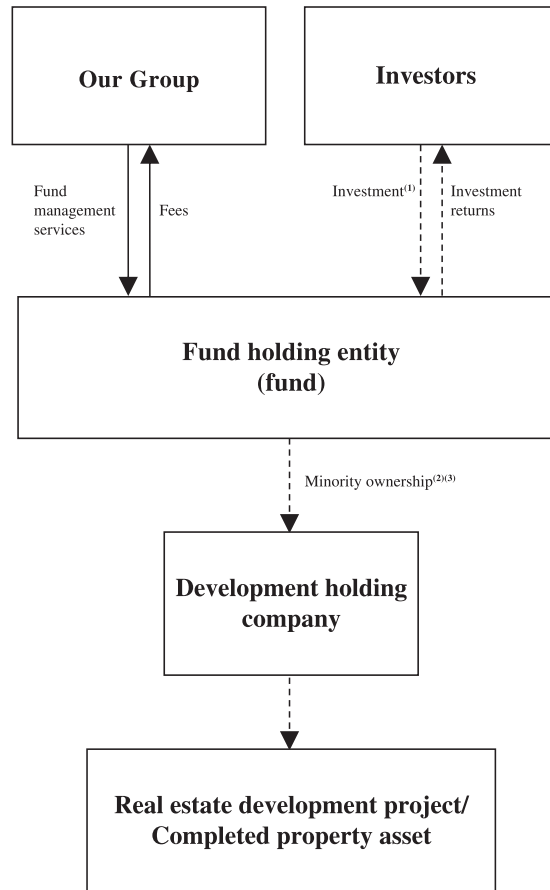 Our Group
Investors
Fund
management
services
Fees
Investment(1)
Investment
returns
Fund holding entity
(fund)
Minority ownership(2)(3)
Development holding
company
Real estate development project/
Completed property asset